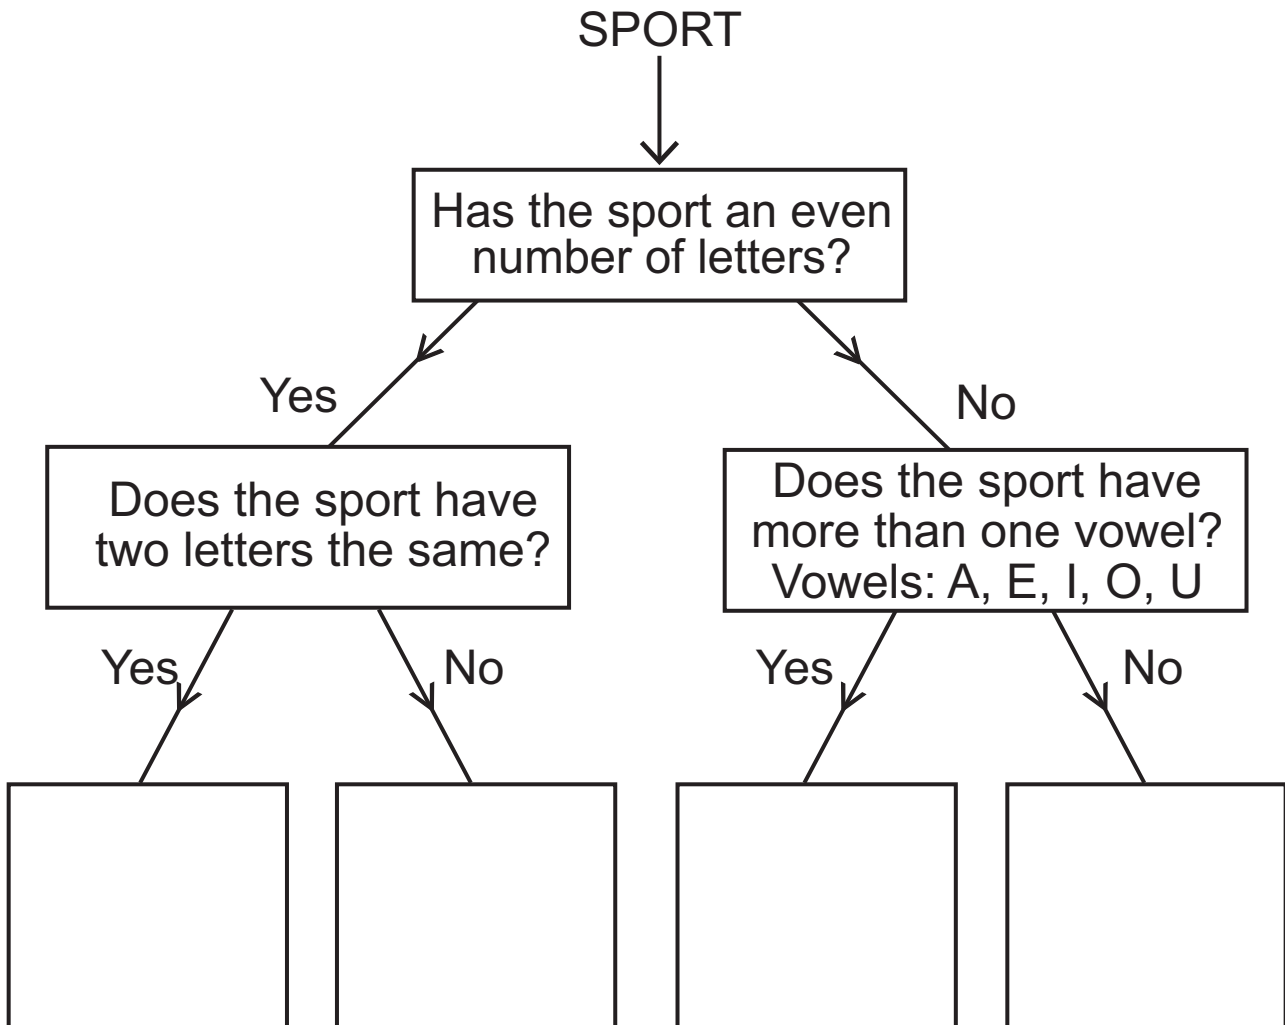 SPORT
Has the sport an even
number of letters?
Yes
No
Does the sport have
two letters the same?
Does the sport have
more than one vowel?
Vowels: A, E, I, O, U
Yes
No
Yes
No